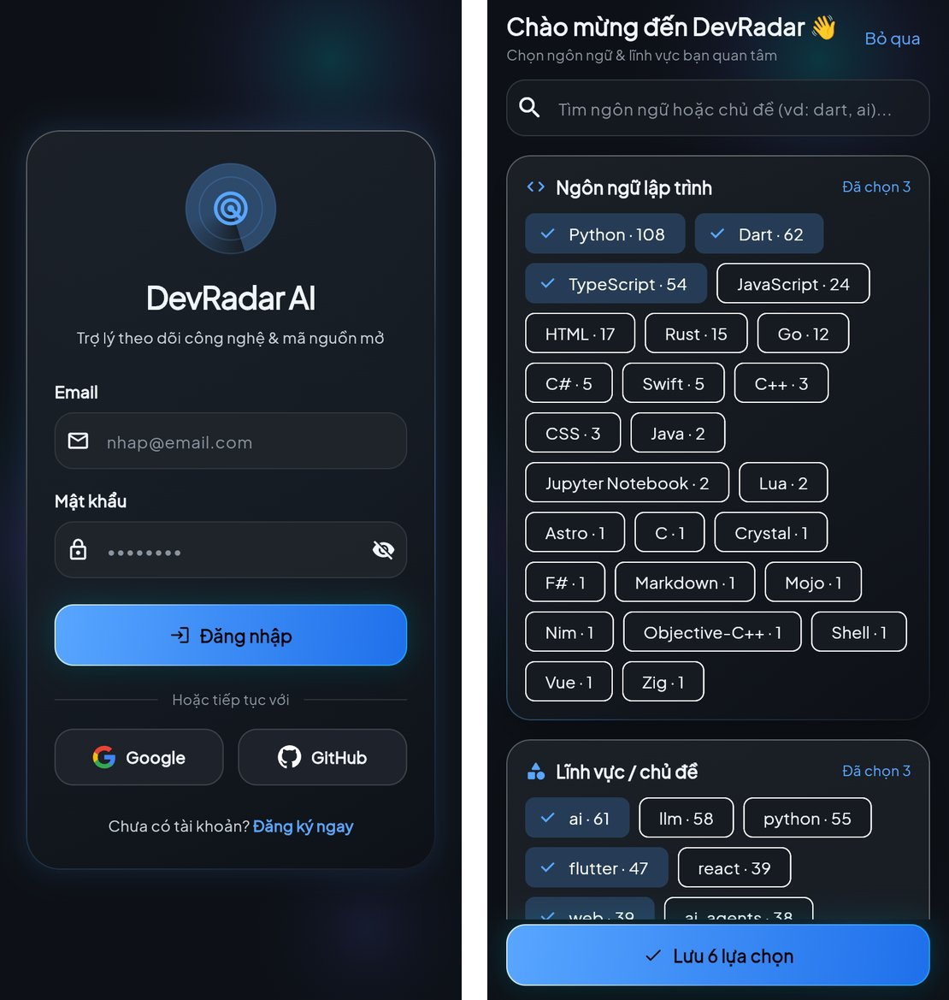 DevRadar AI
Trợ lý theo dõi công nghệ & mã nguồn mở
Email
nhap@email.com
Mật khẩu
••••••••
Đăng nhập
Hoặc tiếp tục với
Google
GitHub
Chưa có tài khoản? Đăng ký ngay
Chào mừng đến DevRadar 👋
Bỏ qua
Chọn ngôn ngữ & lĩnh vực bạn quan tâm
Tìm ngôn ngữ hoặc chủ đề (vd: dart, ai)...
Ngôn ngữ lập trình
Đã chọn 3
Python · 108
Dart · 62
TypeScript · 54
JavaScript · 24
HTML · 17
Rust · 15
Go · 12
C# · 5
Swift · 5
C++ · 3
CSS · 3
Java · 2
Jupyter Notebook · 2
Lua · 2
Astro · 1
C · 1
Crystal · 1
F# · 1
Markdown · 1
Mojo · 1
Nim · 1
Objective-C++ · 1
Shell · 1
Vue · 1
Zig · 1
Lĩnh vực / chủ đề
Đã chọn 3
ai · 61
llm · 58
python · 55
flutter · 47
react · 39
web · 39
ai_agents · 38
Lưu 6 lựa chọn